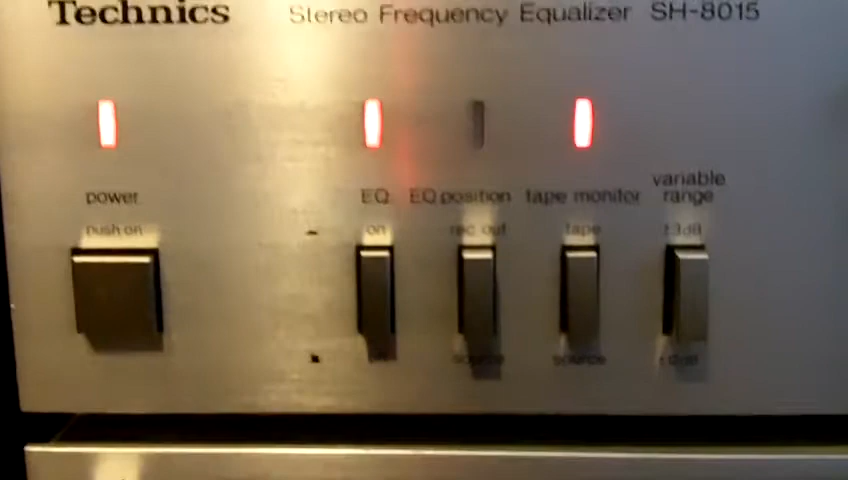 Technics Stereo Frequency Equalizer SH-8015
power EQ EQ position tape monitor variable range
push on on rec out tape ±3dB
source source